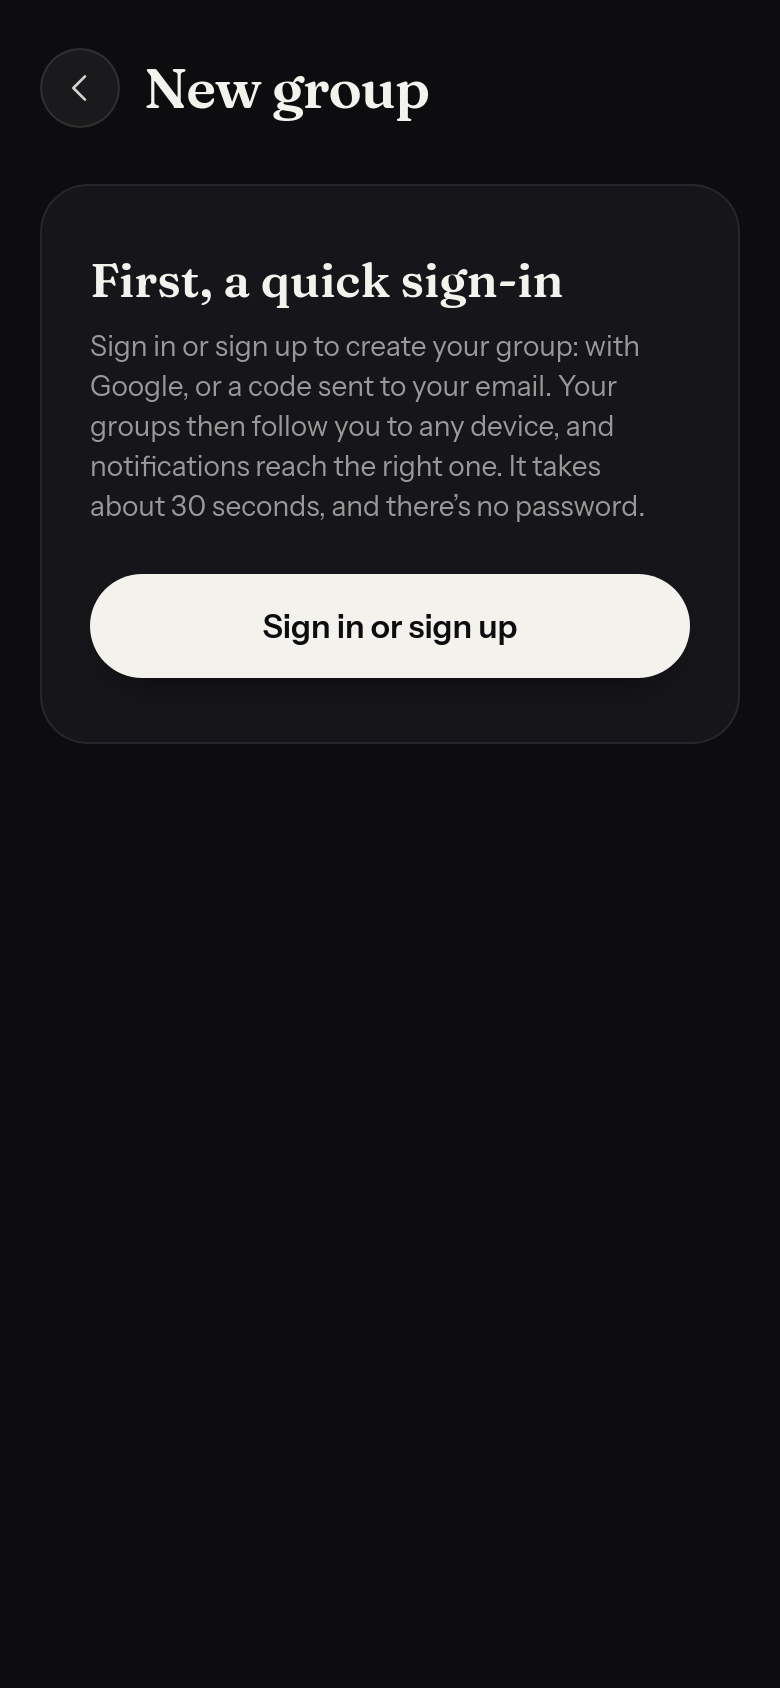 New group
First, a quick sign-in
Sign in or sign up to create your group: with
Google, or a code sent to your email. Your
groups then follow you to any device, and
notifications reach the right one. It takes
about 30 seconds, and there’s no password.
Sign in or sign up